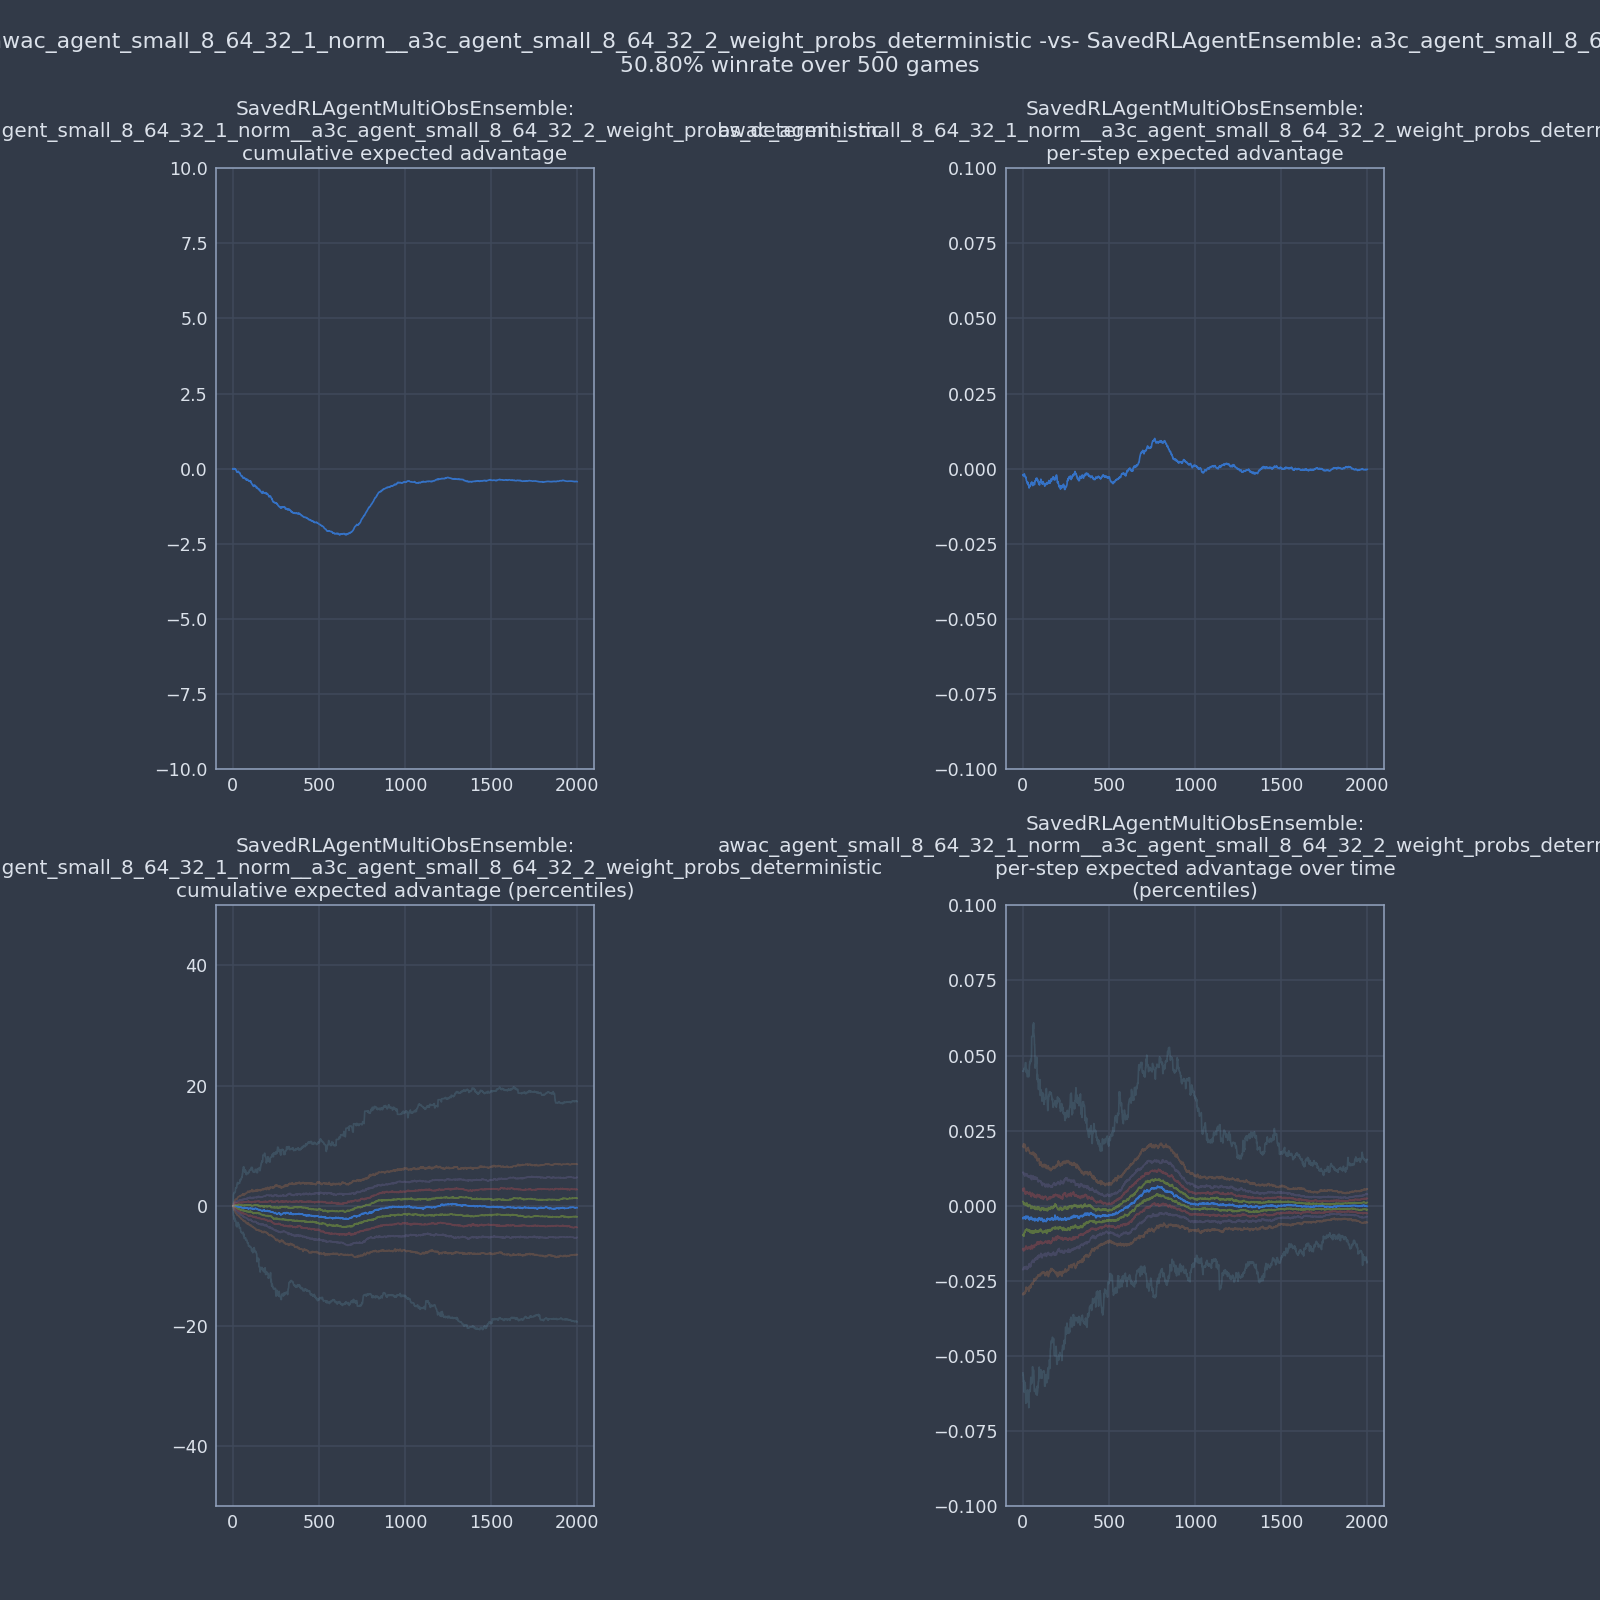 wac_agent_small_8_64_32_1_norm__a3c_agent_small_8_64_32_2_weight_probs_deterministic -vs- SavedRLAgentEnsemble: a3c_agent_small_8_6
50.80% winrate over 500 games
SavedRLAgentMultiObsEnsemble:
gent_small_8_64_32_1_norm__a3c_agent_small_8_64_32_2_weight_probs_deterministic
cumulative expected advantage
10.0
7.5
5.0
2.5
0.0
−2.5
−5.0
−7.5
−10.0
0 500 1000 1500 2000
SavedRLAgentMultiObsEnsemble:
awac_agent_small_8_64_32_1_norm__a3c_agent_small_8_64_32_2_weight_probs_deterr
per-step expected advantage
0.100
0.075
0.050
0.025
0.000
−0.025
−0.050
−0.075
−0.100
0 500 1000 1500 2000
SavedRLAgentMultiObsEnsemble:
gent_small_8_64_32_1_norm__a3c_agent_small_8_64_32_2_weight_probs_deterministic
cumulative expected advantage (percentiles)
40
20
0
−20
−40
0 500 1000 1500 2000
SavedRLAgentMultiObsEnsemble:
awac_agent_small_8_64_32_1_norm__a3c_agent_small_8_64_32_2_weight_probs_deterr
per-step expected advantage over time
(percentiles)
0.100
0.075
0.050
0.025
0.000
−0.025
−0.050
−0.075
−0.100
0 500 1000 1500 2000